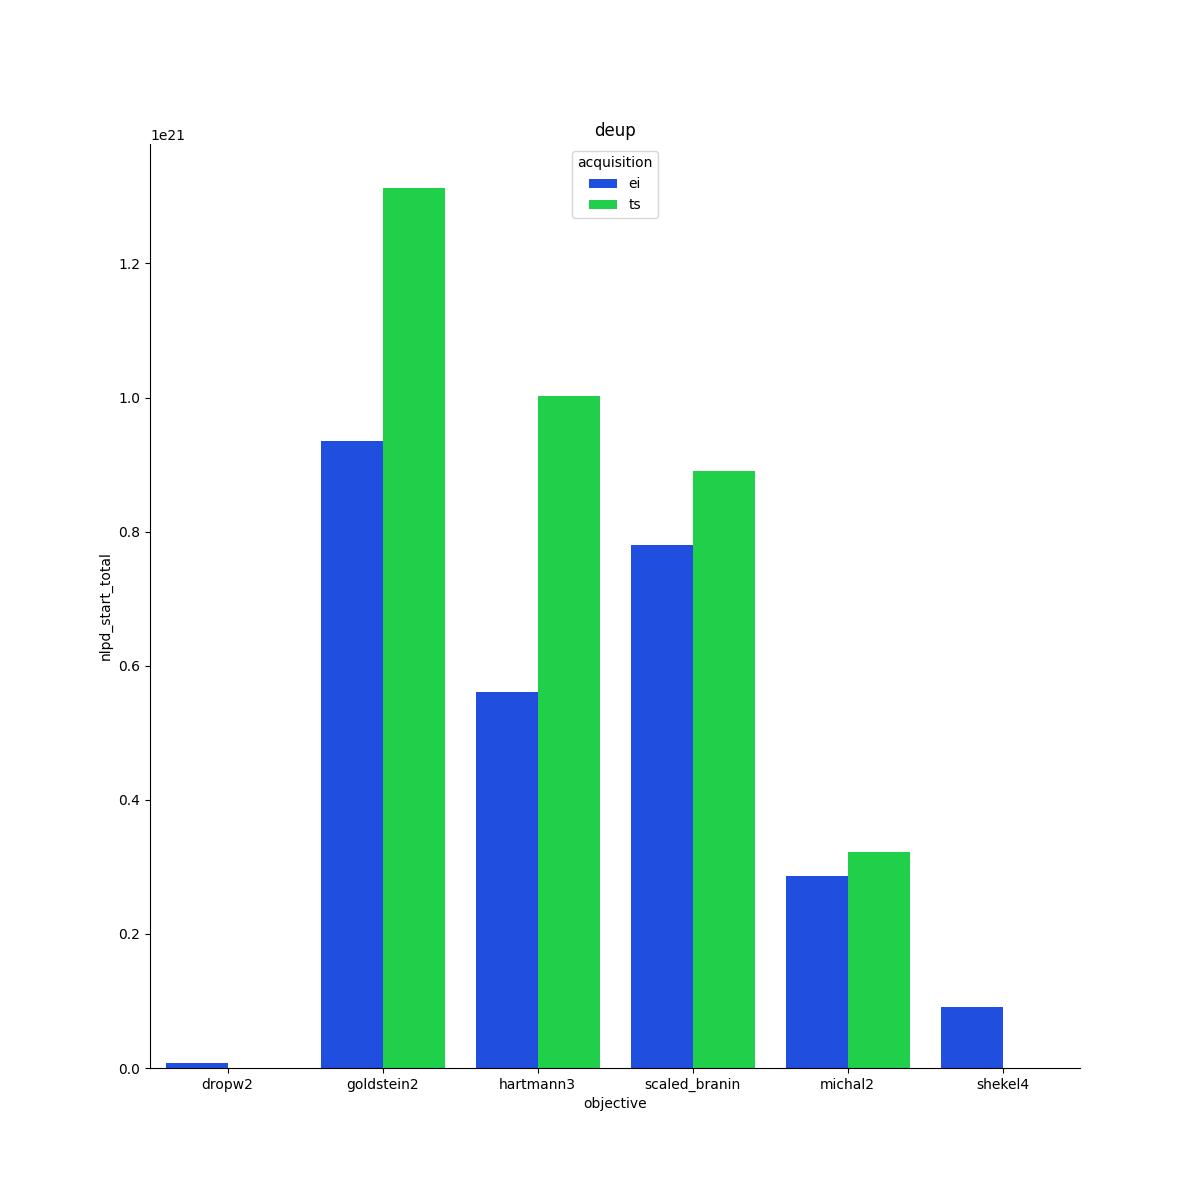 deup
1e21
acquisition
ei
ts
1.2
1.0
0.8
0.6
0.4
0.2
0.0
nlpd_start_total
dropw2 goldstein2 hartmann3 scaled_branin michal2 shekel4
objective